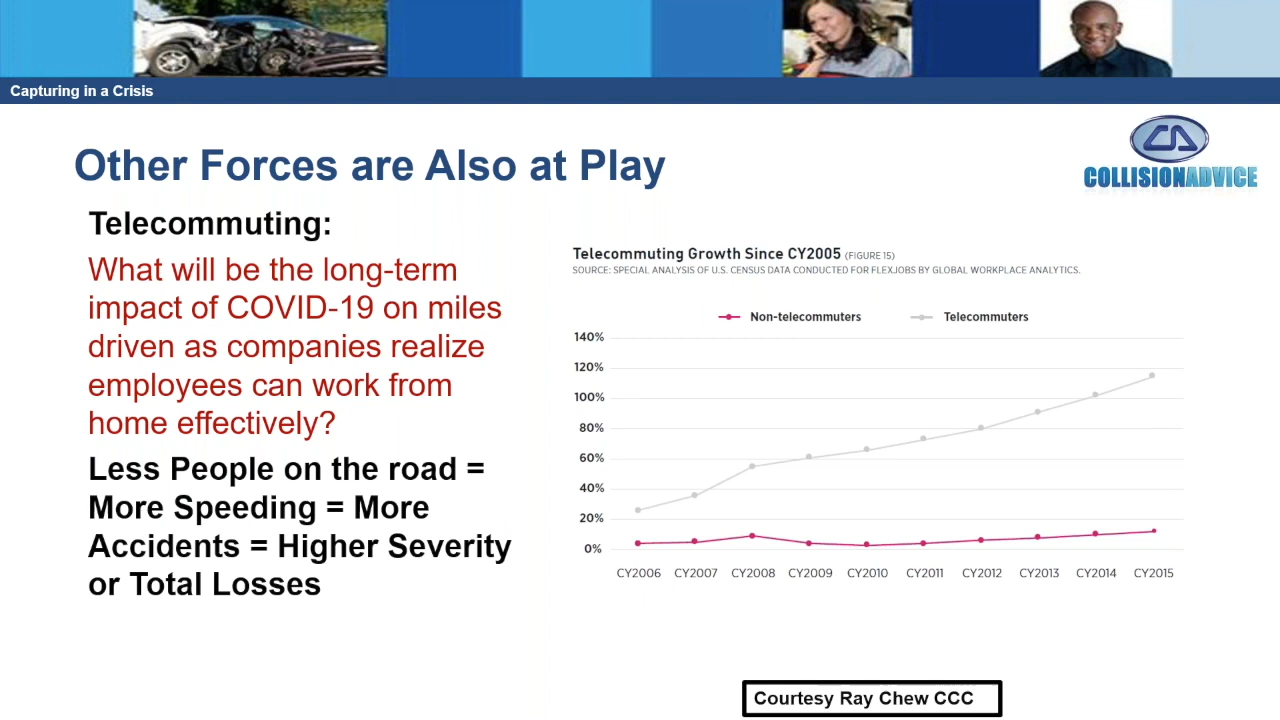 Capturing in a Crisis
Other Forces are Also at Play
CA
COLLISIONADVICE
Telecommuting:
What will be the long-term
impact of COVID-19 on miles
driven as companies realize
employees can work from
home effectively?
Less People on the road =
More Speeding = More
Accidents = Higher Severity
or Total Losses
Telecommuting Growth Since CY2005 (FIGURE 15)
SOURCE: SPECIAL ANALYSIS OF U.S. CENSUS DATA CONDUCTED FOR FLEXJOBS BY GLOBAL WORKPLACE ANALYTICS.
Non-telecommuters Telecommuters
140%
120%
100%
80%
60%
40%
20%
0%
CY2006 CY2007 CY2008 CY2009 CY2010 CY2011 CY2012 CY2013 CY2014 CY2015
Courtesy Ray Chew CCC